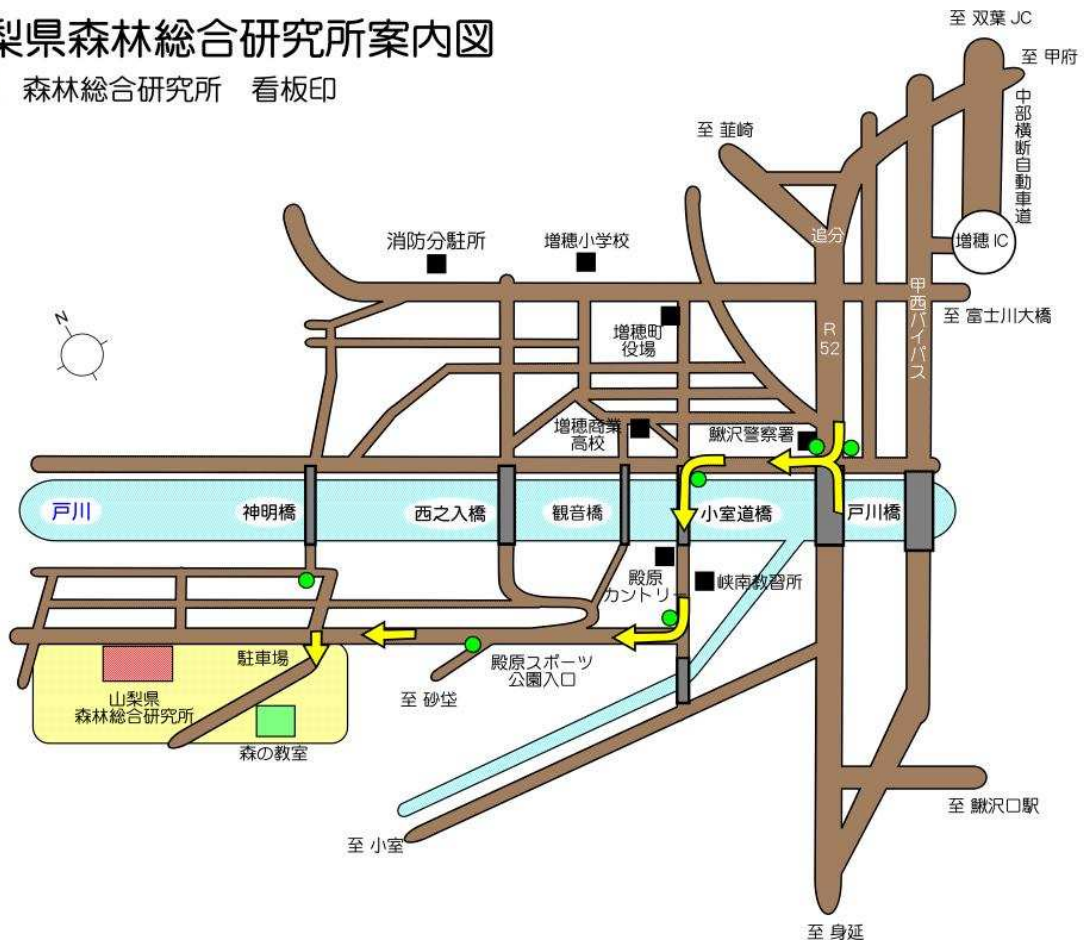 梨県森林総合研究所案内図
森林総合研究所　看板印
至 双葉 JC
至 甲府
中部横断自動車道
至 韮崎
追分
増穂 IC
消防分駐所
増穂小学校
甲西バイパス
至 富士川大橋
N
R
52
増穂町
役場
増穂商業
高校
鰍沢警察署
戸川
神明橋
西之入橋
観音橋
小室道橋
戸川橋
殿原
カントリー
峡南教習所
駐車場
殿原スポーツ
公園入口
山梨県
森林総合研究所
至 砂袋
森の教室
至 鰍沢口駅
至 小室
至 身延